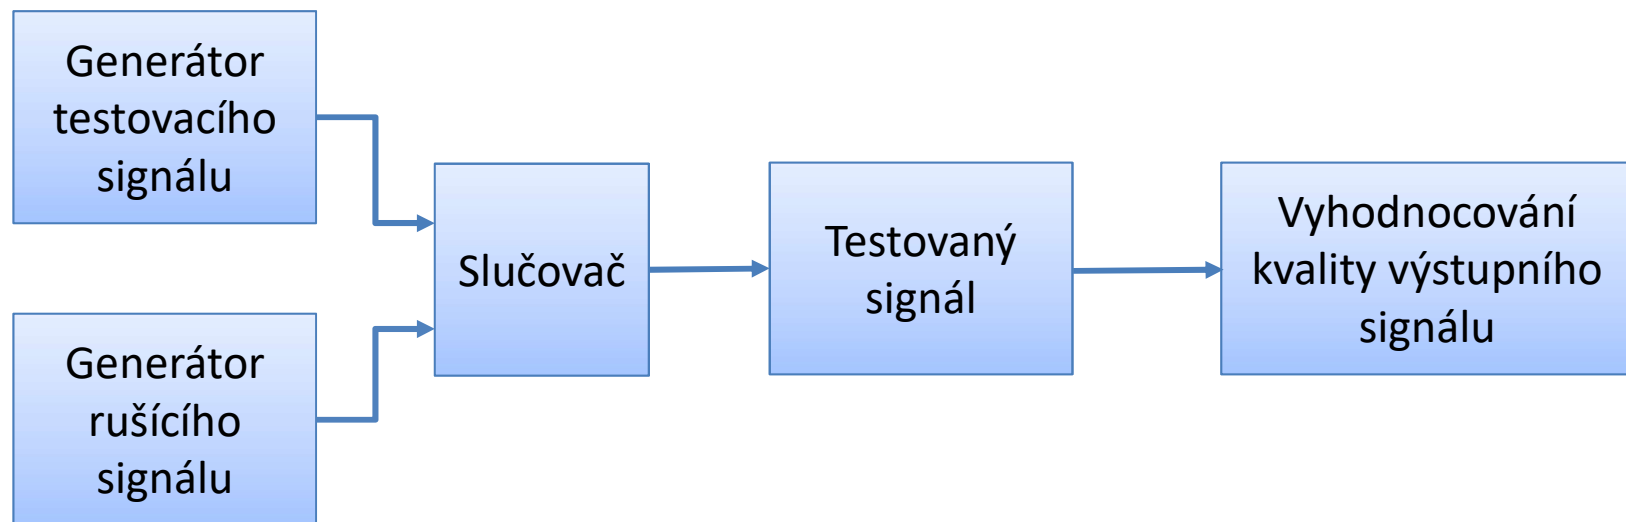 Generátor
testovacího
signálu
Generátor
rušícího
signálu
Slučovač
Testovaný
signál
Vyhodnocování
kvality výstupního
signálu